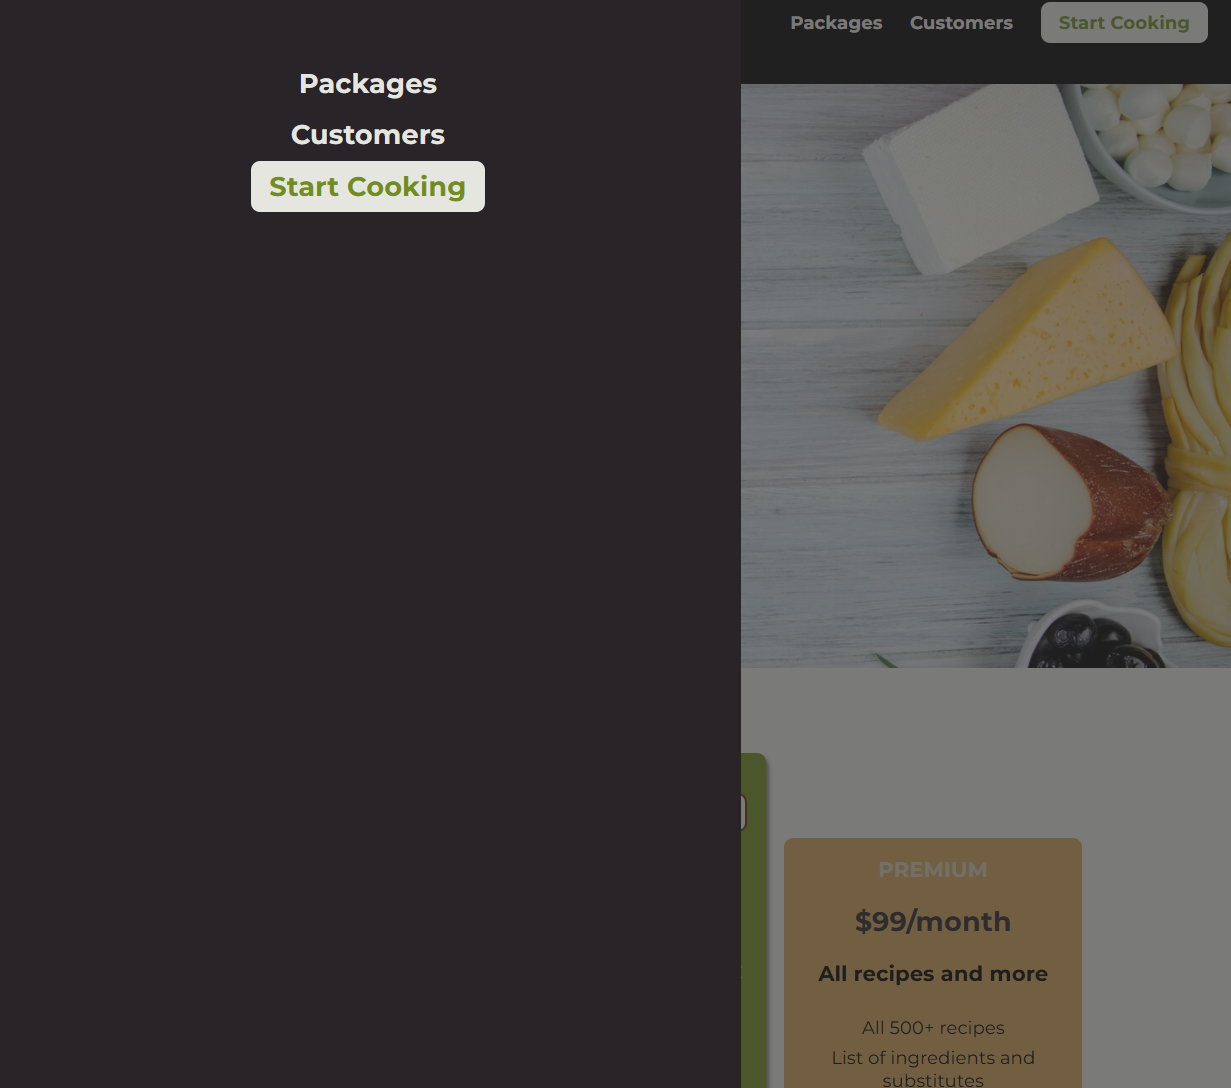 Packages
Customers
Start Cooking
Packages Customers Start Cooking
PREMIUM
$99/month
All recipes and more
All 500+ recipes
List of ingredients and
substitutes